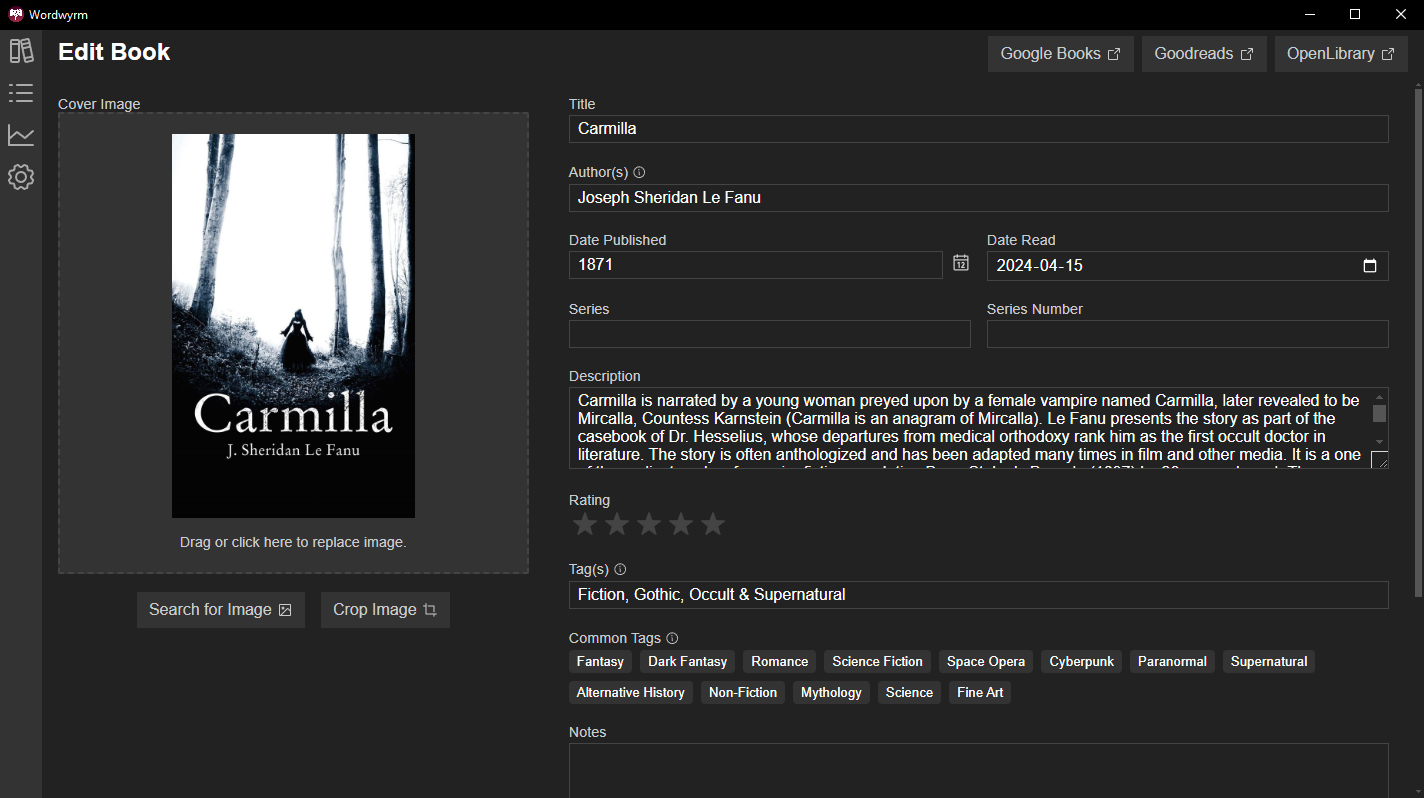 Wordwyrm
Edit Book
Google Books
Goodreads
OpenLibrary
Cover Image
Carmilla
J. Sheridan Le Fanu
Drag or click here to replace image.
Search for Image
Crop Image
Title
Carmilla
Author(s)
Joseph Sheridan Le Fanu
Date Published
1871
12
Date Read
2024-04-15
Series
Series Number
Description
Carmilla is narrated by a young woman preyed upon by a female vampire named Carmilla, later revealed to be
Mircalla, Countess Karnstein (Carmilla is an anagram of Mircalla). Le Fanu presents the story as part of the
casebook of Dr. Hesselius, whose departures from medical orthodoxy rank him as the first occult doctor in
literature. The story is often anthologized and has been adapted many times in film and other media. It is a one
Rating
Tag(s)
Fiction, Gothic, Occult & Supernatural
Common Tags
Fantasy
Dark Fantasy
Romance
Science Fiction
Space Opera
Cyberpunk
Paranormal
Supernatural
Alternative History
Non-Fiction
Mythology
Science
Fine Art
Notes